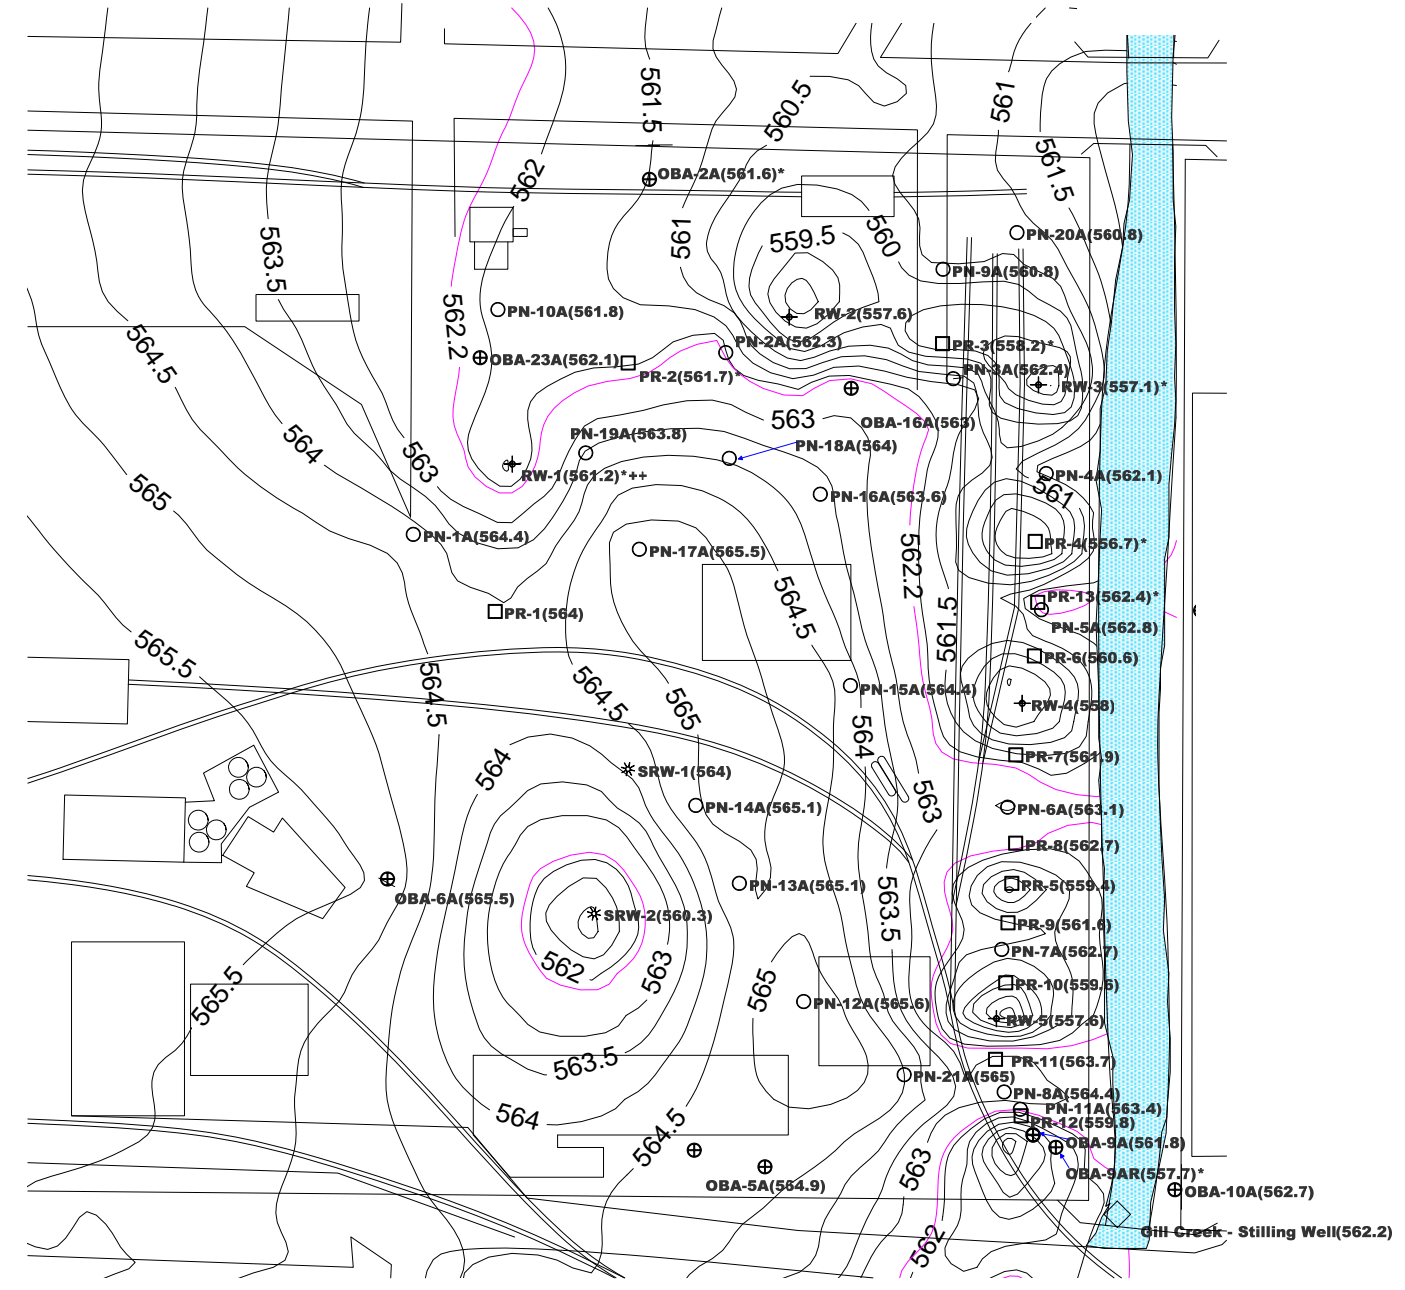 561.5
560.5
561
561.5
OBA-2A(561.6)*
562
561
560
559.5
PN-20A(560.8)
563.5
PN-9A(560.8)
PN-10A(561.8)
RW-2(557.6)
562.2
564.5
PN-2A(562.3)
PR-3(558.2)*
OBA-23A(562.1)
PR-2(561.7)*
PN-3A(562.4)
RW-3(557.1)*
563
OBA-16A(563)
PN-19A(563.8)
PN-18A(564)
564
563
RW-1(561.2)*++
PN-4A(562.1)
565
PN-16A(563.6)
561
PN-1A(564.4)
PR-4(556.7)*
PN-17A(565.5)
562.2
PR-13(562.4)*
PR-1(564)
564.5
561.5
PN-5A(562.8)
565.5
PR-6(560.6)
564.5
564.5
565
PN-15A(564.4)
RW-4(558)
564
564
PR-7(561.9)
SRW-1(564)
563
PN-14A(565.1)
PN-6A(563.1)
PR-8(562.7)
PN-13A(565.1)
PR-5(559.4)
OBA-6A(565.5)
563.5
SRW-2(560.3)
PR-9(561.6)
PN-7A(562.7)
562
563
565
565.5
PR-10(559.6)
PN-12A(565.6)
RW-5(557.6)
563.5
PR-11(563.7)
PN-21A(565)
PN-8A(564.4)
PN-11A(563.4)
564
PR-12(559.8)
564.5
OBA-9A(561.8)
563
OBA-9AR(557.7)*
OBA-5A(564.9)
OBA-10A(562.7)
562
Gill Creek - Stilling Well(562.2)